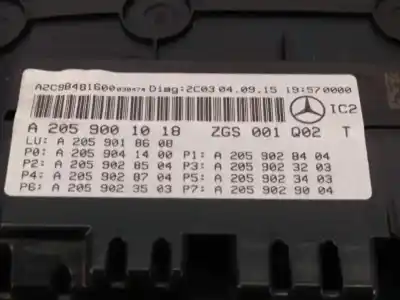 A2C98481600 Diag:2C03 04.09.15 19:57 0000
IC2
A 205 900 10 18 ZGS 001 Q02 T
LU: A 205 901 86 08
P0: A 205 904 14 00 P1: A 205 902 84 04
P2: A 205 902 85 04 P3: A 205 902 32 03
P4: A 205 902 87 04 P5: A 205 902 34 03
P6: A 205 902 35 03 P7: A 205 902 90 04